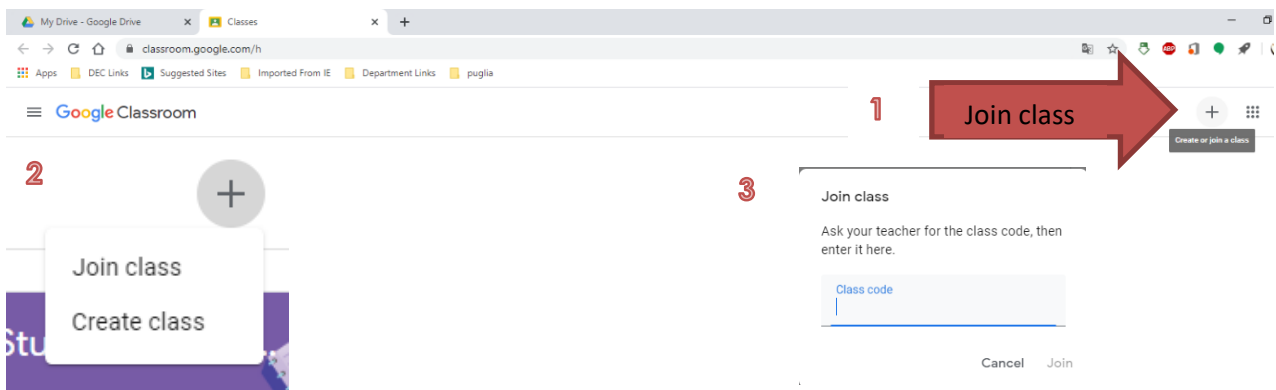 My Drive - Google Drive
Classes
classroom.google.com/h
Apps DEC Links Suggested Sites Imported From IE Department Links puglia
Google Classroom
1
Join class
Create or join a class
2
Join class
Create class
Stu
3
Join class
Ask your teacher for the class code, then
enter it here.
Class code
Cancel Join
ABP